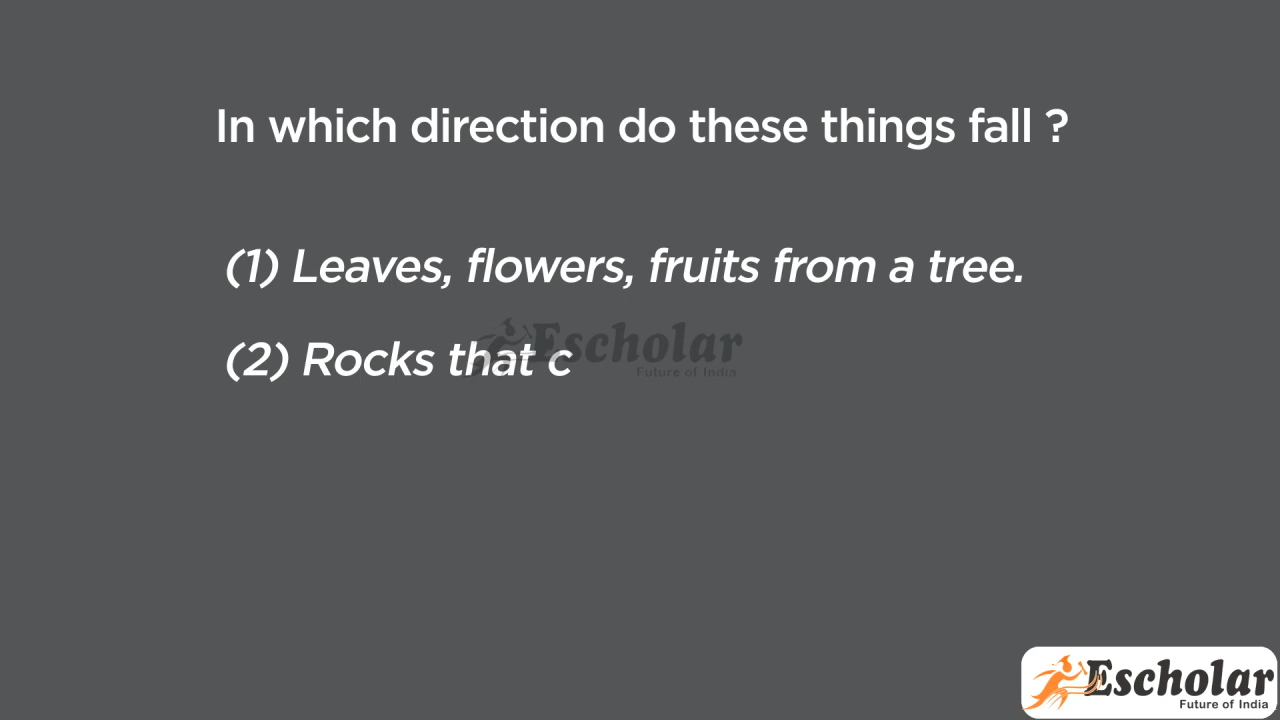 In which direction do these things fall ?
(1) Leaves, flowers, fruits from a tree.
(2) Rocks that c
Escholar
Future of India
Escholar
Future of India